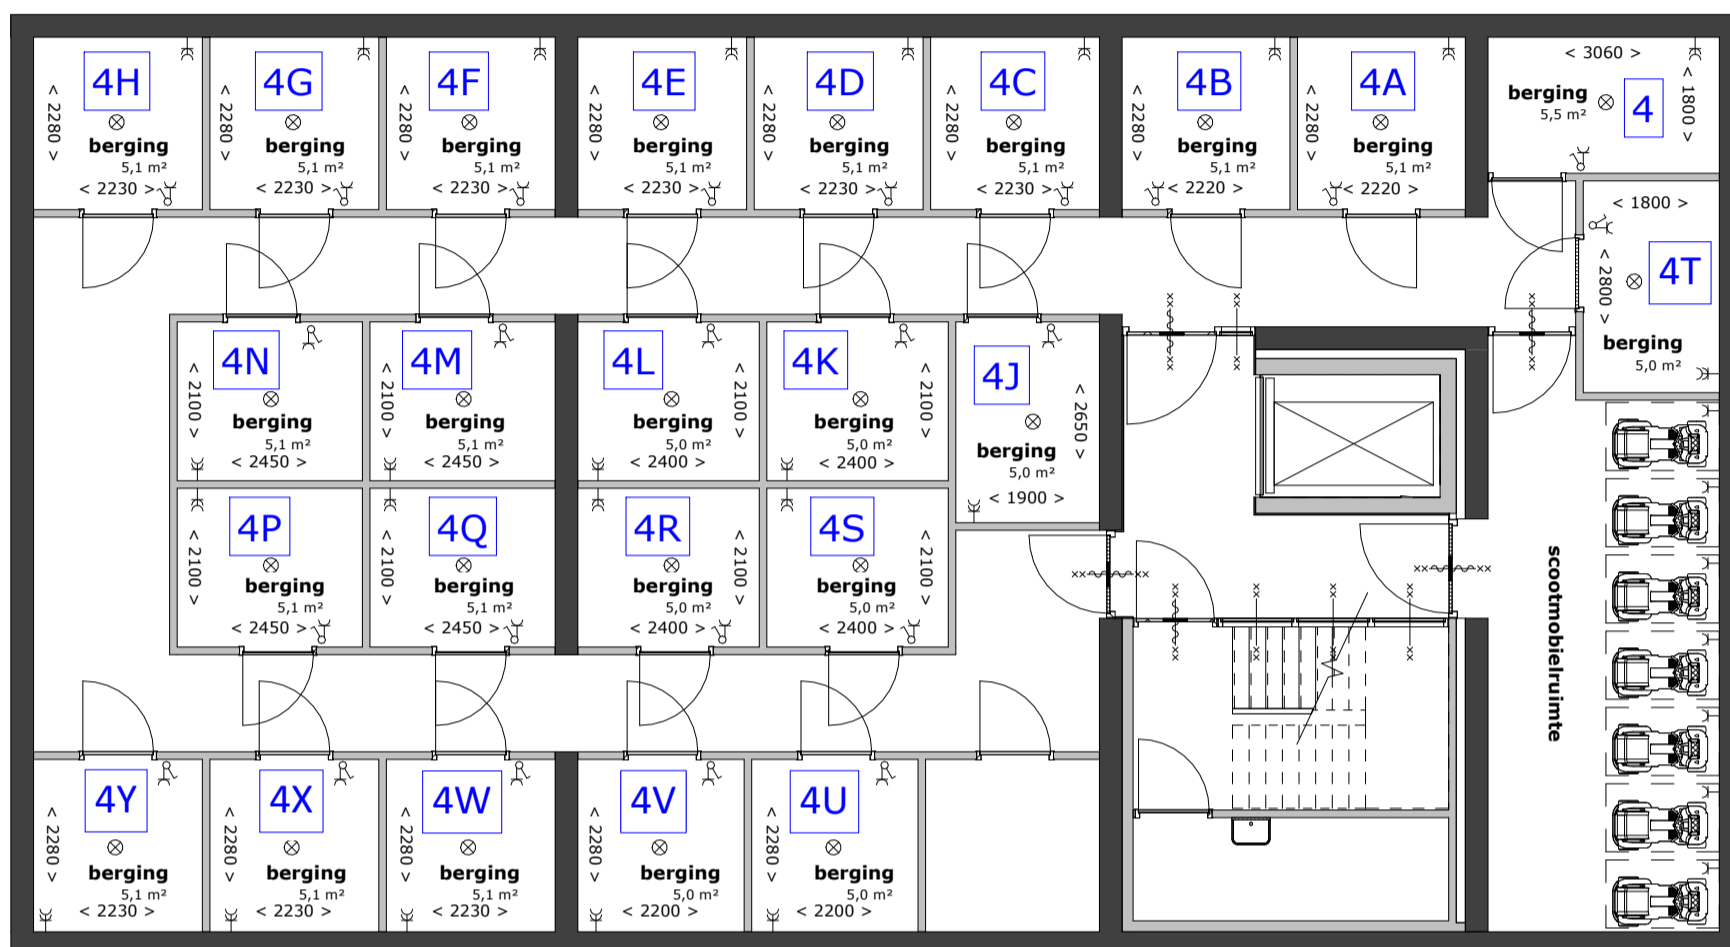 4H
< 2280 >
berging
5,1 m²
< 2230 >
4G
< 2280 >
berging
5,1 m²
< 2230 >
4F
< 2280 >
berging
5,1 m²
< 2230 >
4E
< 2280 >
berging
5,1 m²
< 2230 >
4D
< 2280 >
berging
5,1 m²
< 2230 >
4C
< 2280 >
berging
5,1 m²
< 2230 >
4B
< 2280 >
berging
5,1 m²
< 2220 >
4A
< 2280 >
berging
5,1 m²
< 2220 >
< 3060 >
berging
5,5 m²
4
< 1800 >
< 1800 >
4T
< 2800 >
berging
5,0 m²
4N
< 2100 >
berging
5,1 m²
< 2450 >
4M
< 2100 >
berging
5,1 m²
< 2450 >
4L
berging
5,0 m²
< 2400 >
< 2100 >
4K
berging
5,0 m²
< 2400 >
< 2100 >
4J
< 2650 >
berging
5,0 m²
< 1900 >
4P
< 2100 >
berging
5,1 m²
< 2450 >
4Q
< 2100 >
berging
5,1 m²
< 2450 >
4R
berging
5,0 m²
< 2400 >
< 2100 >
4S
berging
5,0 m²
< 2400 >
< 2100 >
scootmobielruimte
4Y
< 2280 >
berging
5,1 m²
< 2230 >
4X
< 2280 >
berging
5,1 m²
< 2230 >
4W
< 2280 >
berging
5,1 m²
< 2230 >
4V
< 2280 >
berging
5,0 m²
< 2200 >
4U
< 2280 >
berging
5,0 m²
< 2200 >